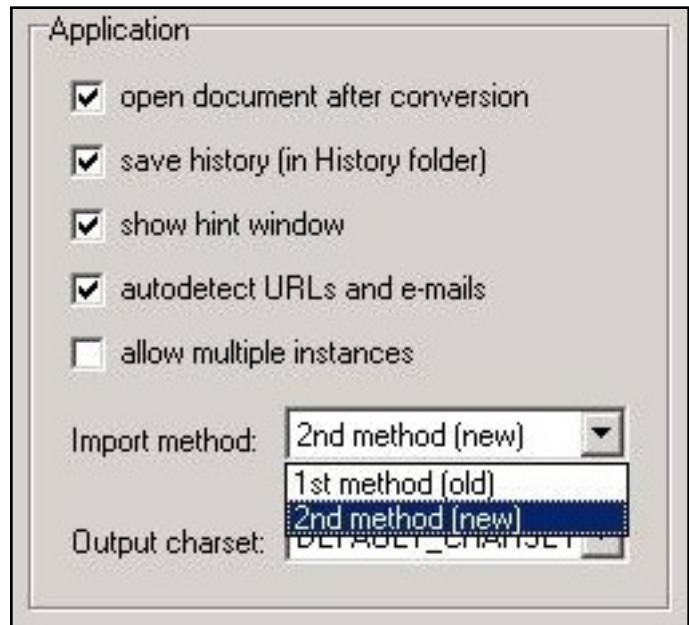 Application
open document after conversion
save history (in History folder)
show hint window
autodetect URLs and e-mails
allow multiple instances
Import method: 2nd method (new)
1st method (old)
2nd method (new)
Output charset: DEFAULT_CHARSET